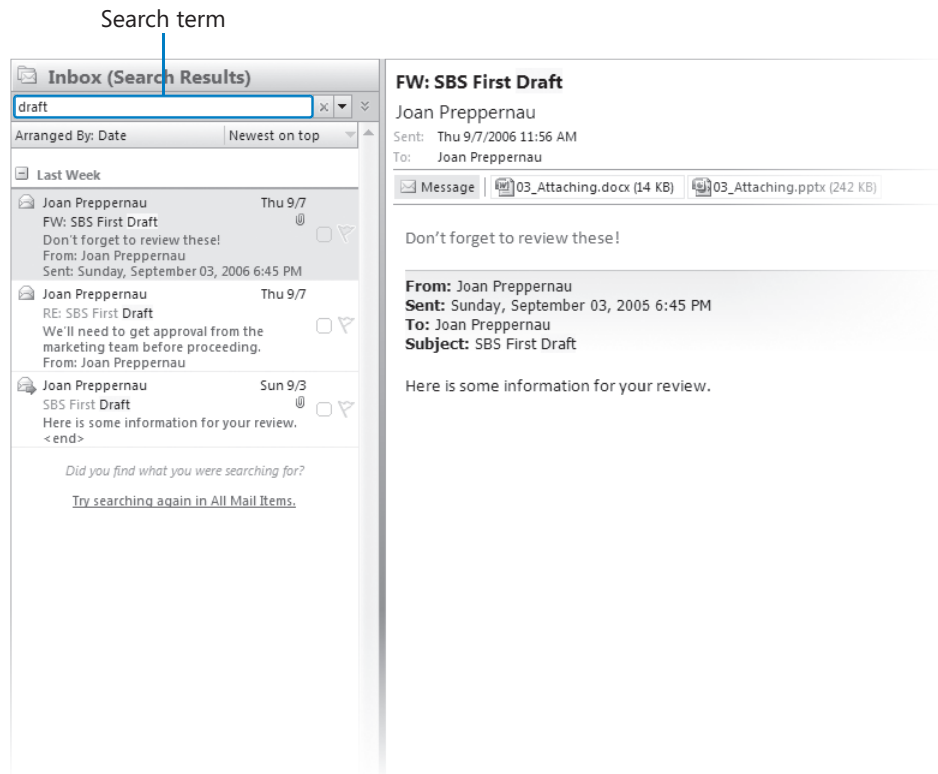 Search term
Inbox (Search Results)
draft
Arranged By: Date
Newest on top
Last Week
Joan Preppernau Thu 9/7
FW: SBS First Draft
Don't forget to review these!
From: Joan Preppernau
Sent: Sunday, September 03, 2006 6:45 PM
Joan Preppernau Thu 9/7
RE: SBS First Draft
We'll need to get approval from the
marketing team before proceeding.
From: Joan Preppernau
Joan Preppernau Sun 9/3
SBS First Draft
Here is some information for your review.
<end>
Did you find what you were searching for?
Try searching again in All Mail Items.
FW: SBS First Draft
Joan Preppernau
Sent: Thu 9/7/2006 11:56 AM
To: Joan Preppernau
Message 03_Attaching.docx (14 KB) 03_Attaching.pptx (242 KB)
Don't forget to review these!
From: Joan Preppernau
Sent: Sunday, September 03, 2006 6:45 PM
To: Joan Preppernau
Subject: SBS First Draft
Here is some information for your review.